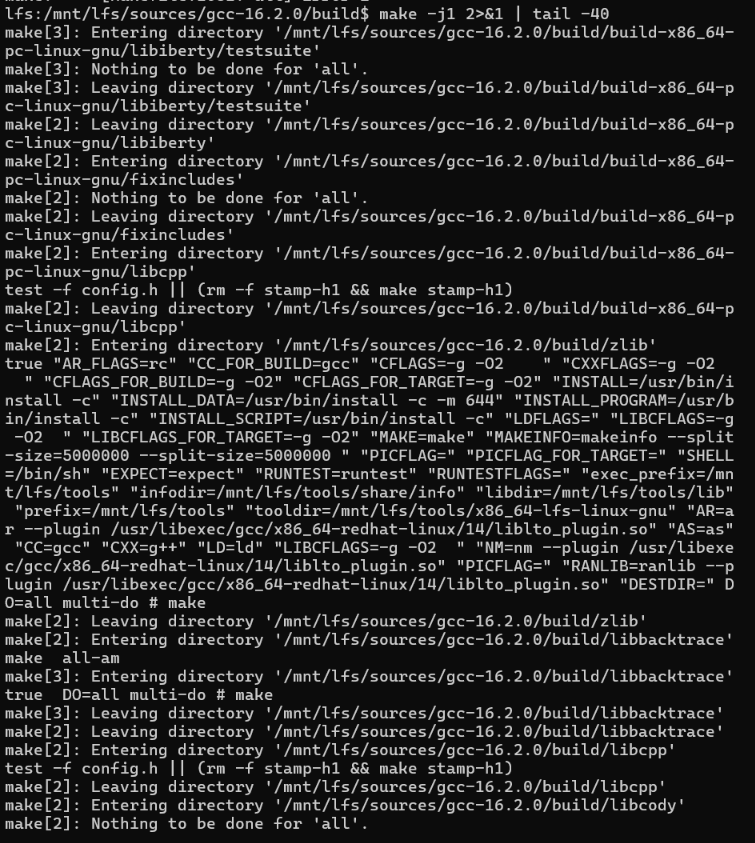 lfs:/mnt/lfs/sources/gcc-16.2.0/build$ make -j1 2>&1 | tail -40
make[3]: Entering directory '/mnt/lfs/sources/gcc-16.2.0/build/build-x86_64-
pc-linux-gnu/libiberty/testsuite'
make[3]: Nothing to be done for 'all'.
make[3]: Leaving directory '/mnt/lfs/sources/gcc-16.2.0/build/build-x86_64-p
c-linux-gnu/libiberty/testsuite'
make[2]: Leaving directory '/mnt/lfs/sources/gcc-16.2.0/build/build-x86_64-p
c-linux-gnu/libiberty'
make[2]: Entering directory '/mnt/lfs/sources/gcc-16.2.0/build/build-x86_64-
pc-linux-gnu/fixincludes'
make[2]: Nothing to be done for 'all'.
make[2]: Leaving directory '/mnt/lfs/sources/gcc-16.2.0/build/build-x86_64-p
c-linux-gnu/fixincludes'
make[2]: Entering directory '/mnt/lfs/sources/gcc-16.2.0/build/build-x86_64-
pc-linux-gnu/libcpp'
test -f config.h || (rm -f stamp-h1 && make stamp-h1)
make[2]: Leaving directory '/mnt/lfs/sources/gcc-16.2.0/build/build-x86_64-p
c-linux-gnu/libcpp'
make[2]: Entering directory '/mnt/lfs/sources/gcc-16.2.0/build/zlib'
true "AR_FLAGS=rc" "CC_FOR_BUILD=gcc" "CFLAGS=-g -O2    " "CXXFLAGS=-g -O2
  " "CFLAGS_FOR_BUILD=-g -O2" "CFLAGS_FOR_TARGET=-g -O2" "INSTALL=/usr/bin/i
nstall -c" "INSTALL_DATA=/usr/bin/install -c -m 644" "INSTALL_PROGRAM=/usr/b
in/install -c" "INSTALL_SCRIPT=/usr/bin/install -c" "LDFLAGS=" "LIBCFLAGS=-g
 -O2  " "LIBCFLAGS_FOR_TARGET=-g -O2" "MAKE=make" "MAKEINFO=makeinfo --split
-size=5000000 --split-size=5000000 " "PICFLAG=" "PICFLAG_FOR_TARGET=" "SHELL
=/bin/sh" "EXPECT=expect" "RUNTEST=runtest" "RUNTESTFLAGS=" "exec_prefix=/mn
t/lfs/tools" "infodir=/mnt/lfs/tools/share/info" "libdir=/mnt/lfs/tools/lib"
 "prefix=/mnt/lfs/tools" "tooldir=/mnt/lfs/tools/x86_64-lfs-linux-gnu" "AR=a
r --plugin /usr/libexec/gcc/x86_64-redhat-linux/14/liblto_plugin.so" "AS=as"
 "CC=gcc" "CXX=g++" "LD=ld" "LIBCFLAGS=-g -O2  " "NM=nm --plugin /usr/libexe
c/gcc/x86_64-redhat-linux/14/liblto_plugin.so" "PICFLAG=" "RANLIB=ranlib --p
lugin /usr/libexec/gcc/x86_64-redhat-linux/14/liblto_plugin.so" "DESTDIR=" D
O=all multi-do # make
make[2]: Leaving directory '/mnt/lfs/sources/gcc-16.2.0/build/zlib'
make[2]: Entering directory '/mnt/lfs/sources/gcc-16.2.0/build/libbacktrace'
make  all-am
make[3]: Entering directory '/mnt/lfs/sources/gcc-16.2.0/build/libbacktrace'
true  DO=all multi-do # make
make[3]: Leaving directory '/mnt/lfs/sources/gcc-16.2.0/build/libbacktrace'
make[2]: Leaving directory '/mnt/lfs/sources/gcc-16.2.0/build/libbacktrace'
make[2]: Entering directory '/mnt/lfs/sources/gcc-16.2.0/build/libcpp'
test -f config.h || (rm -f stamp-h1 && make stamp-h1)
make[2]: Leaving directory '/mnt/lfs/sources/gcc-16.2.0/build/libcpp'
make[2]: Entering directory '/mnt/lfs/sources/gcc-16.2.0/build/libcody'
make[2]: Nothing to be done for 'all'.